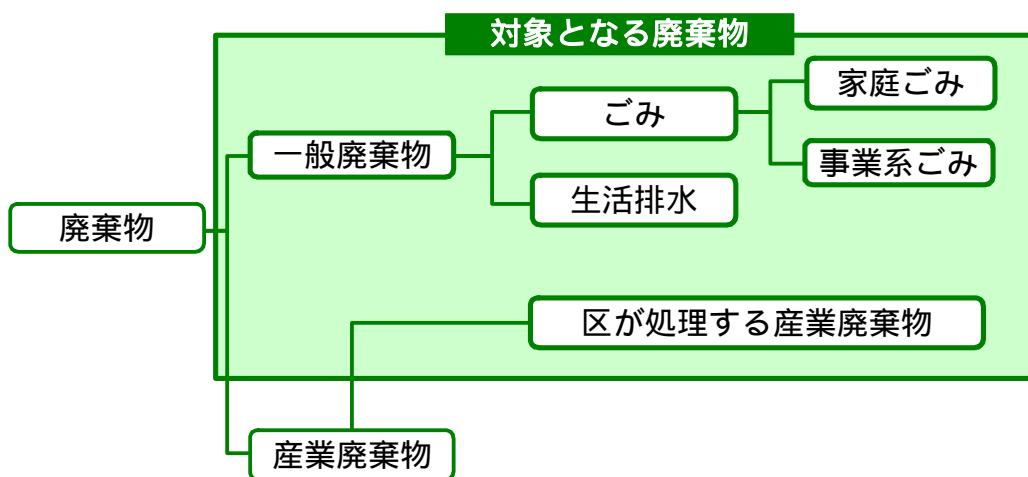 対象となる廃棄物
家庭ごみ
ごみ
一般廃棄物
事業系ごみ
生活排水
廃棄物
区が処理する産業廃棄物
産業廃棄物